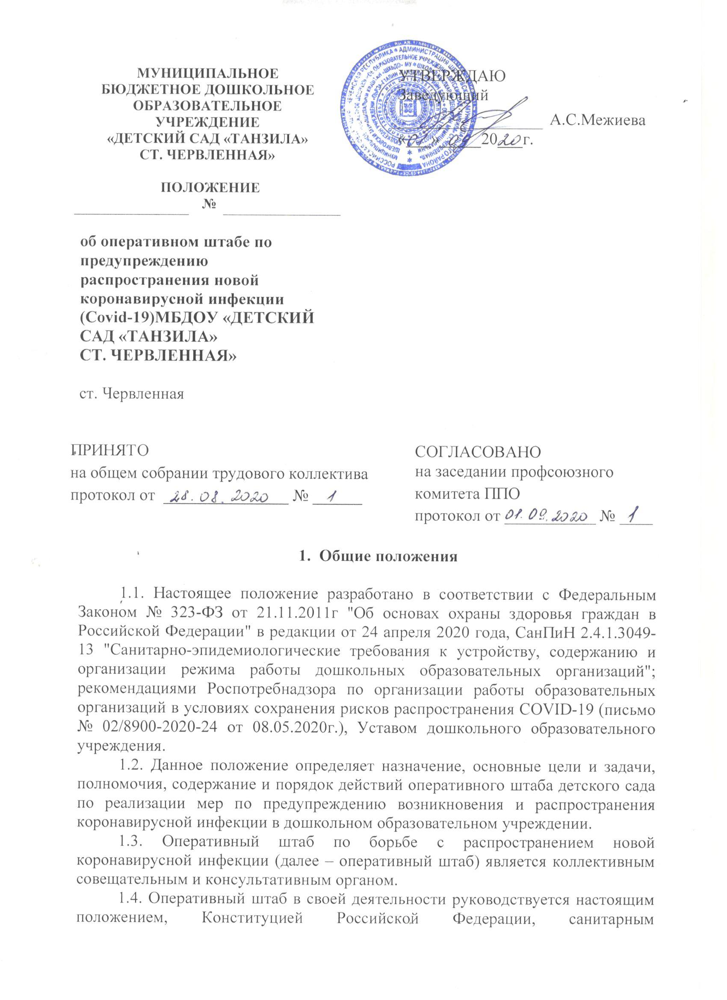 МУНИЦИПАЛЬНОЕ
БЮДЖЕТНОЕ ДОШКОЛЬНОЕ
ОБРАЗОВАТЕЛЬНОЕ
УЧРЕЖДЕНИЕ
«ДЕТСКИЙ САД «ТАНЗИЛА»
СТ. ЧЕРВЛЕННАЯ»
ПОЛОЖЕНИЕ
№
УТВЕРЖДАЮ
Заведующий
А.С.Межиева
«01» 09 2020г.
об оперативном штабе по
предупреждению
распространения новой
коронавирусной инфекции
(Covid-19)МБДОУ «ДЕТСКИЙ
САД «ТАНЗИЛА»
СТ. ЧЕРВЛЕННАЯ»
ст. Червленная
ПРИНЯТО
на общем собрании трудового коллектива
протокол от 28.08.2020 № 1
СОГЛАСОВАНО
на заседании профсоюзного
комитета ППО
протокол от 01.09.2020 № 1
1. Общие положения
1.1. Настоящее положение разработано в соответствии с Федеральным
Законом № 323-ФЗ от 21.11.2011г "Об основах охраны здоровья граждан в
Российской Федерации" в редакции от 24 апреля 2020 года, СанПиН 2.4.1.3049-
13 "Санитарно-эпидемиологические требования к устройству, содержанию и
организации режима работы дошкольных образовательных организаций";
рекомендациями Роспотребнадзора по организации работы образовательных
организаций в условиях сохранения рисков распространения COVID-19 (письмо
№ 02/8900-2020-24 от 08.05.2020г.), Уставом дошкольного образовательного
учреждения.
1.2. Данное положение определяет назначение, основные цели и задачи,
полномочия, содержание и порядок действий оперативного штаба детского сада
по реализации мер по предупреждению возникновения и распространения
коронавирусной инфекции в дошкольном образовательном учреждении.
1.3. Оперативный штаб по борьбе с распространением новой
коронавирусной инфекции (далее – оперативный штаб) является коллективным
совещательным и консультативным органом.
1.4. Оперативный штаб в своей деятельности руководствуется настоящим
положением, Конституцией Российской Федерации, санитарным